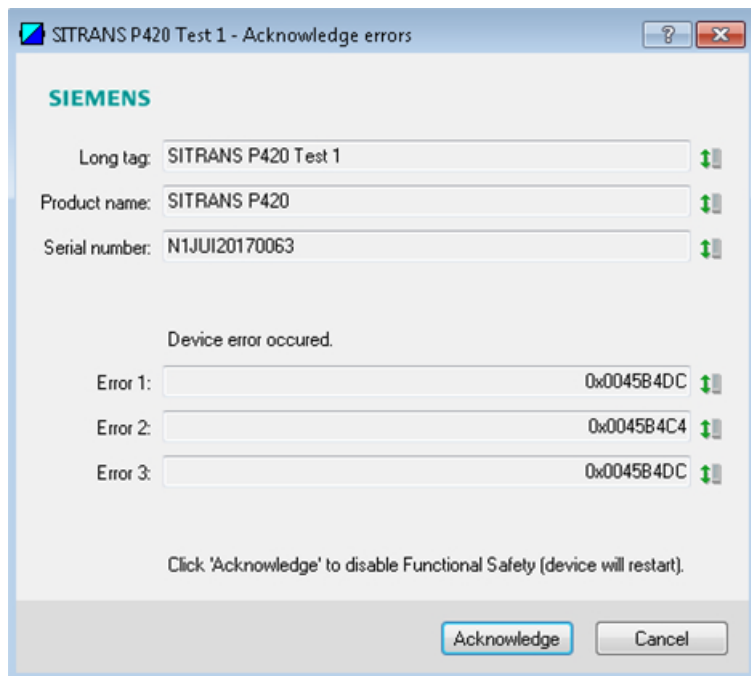 SITRANS P420 Test 1 - Acknowledge errors
SIEMENS
Long tag: SITRANS P420 Test 1
Product name: SITRANS P420
Serial number: N1JUI20170063
Device error occured.
Error 1: 0x0045B4DC
Error 2: 0x0045B4C4
Error 3: 0x0045B4DC
Click 'Acknowledge' to disable Functional Safety (device will restart).
Acknowledge Cancel